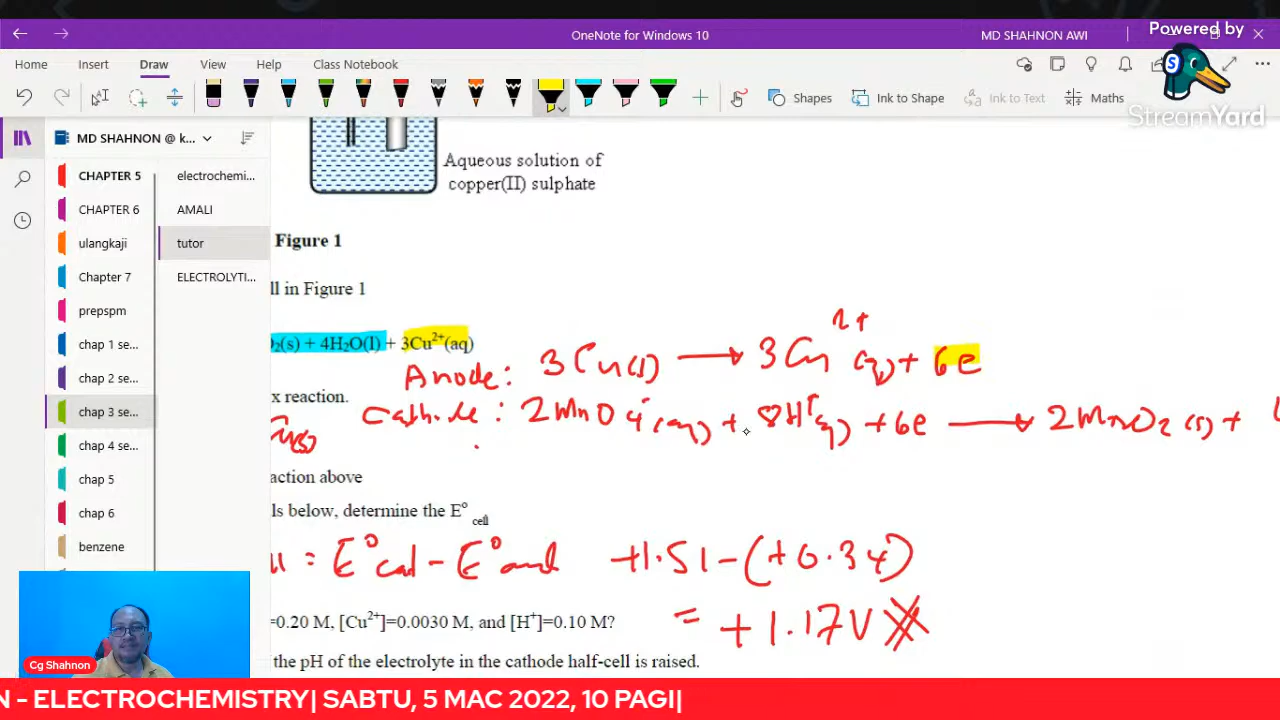 Powered by
StreamYard
OneNote for Windows 10
MD SHAHNON AWI
Home Insert Draw View Help Class Notebook
Shapes Ink to Shape Ink to Text Maths
MD SHAHNON @ k...
CHAPTER 5
CHAPTER 6
ulangkaji
Chapter 7
prepspm
chap 1 se...
chap 2 se...
chap 3 se...
chap 4 se...
chap 5
chap 6
benzene
electrochemi...
AMALI
tutor
ELECTROLYTI...
Aqueous solution of
copper(II) sulphate
Figure 1
ll in Figure 1
O₂(s) + 4H₂O(l) + 3Cu²⁺(aq)
Anode: 3Cu(s) → 3Cu²⁺(aq) + 6e
x reaction.
Cathode: 2MnO4⁻(aq) + 8H⁺(aq) + 6e → 2MnO2(s) +
Cu(s)
action above
ls below, determine the E° cell
= E°cat - E°and +1.51 - (+0.34)
= +1.17V
=0.20 M, [Cu²⁺]=0.0030 M, and [H⁺]=0.10 M?
the pH of the electrolyte in the cathode half-cell is raised.
Cg Shahnon
N - ELECTROCHEMISTRY| SABTU, 5 MAC 2022, 10 PAGI|